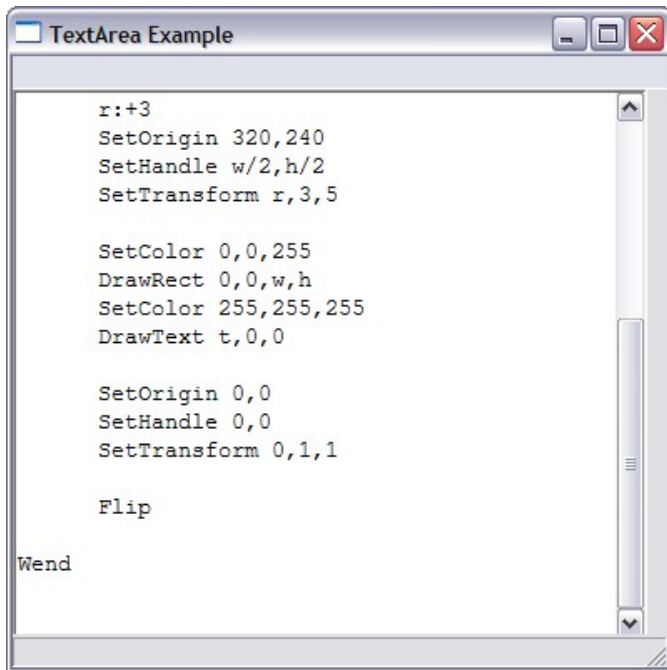 TextArea Example
r:+3
SetOrigin 320,240
SetHandle w/2,h/2
SetTransform r,3,5
SetColor 0,0,255
DrawRect 0,0,w,h
SetColor 255,255,255
DrawText t,0,0
SetOrigin 0,0
SetHandle 0,0
SetTransform 0,1,1
Flip
Wend